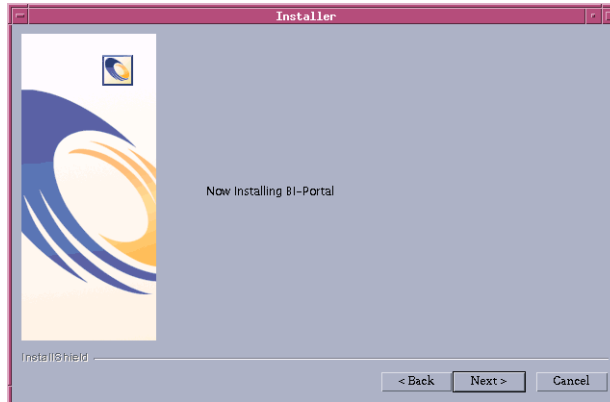 Installer
Now Installing BI-Portal
InstallShield
< Back
Next >
Cancel